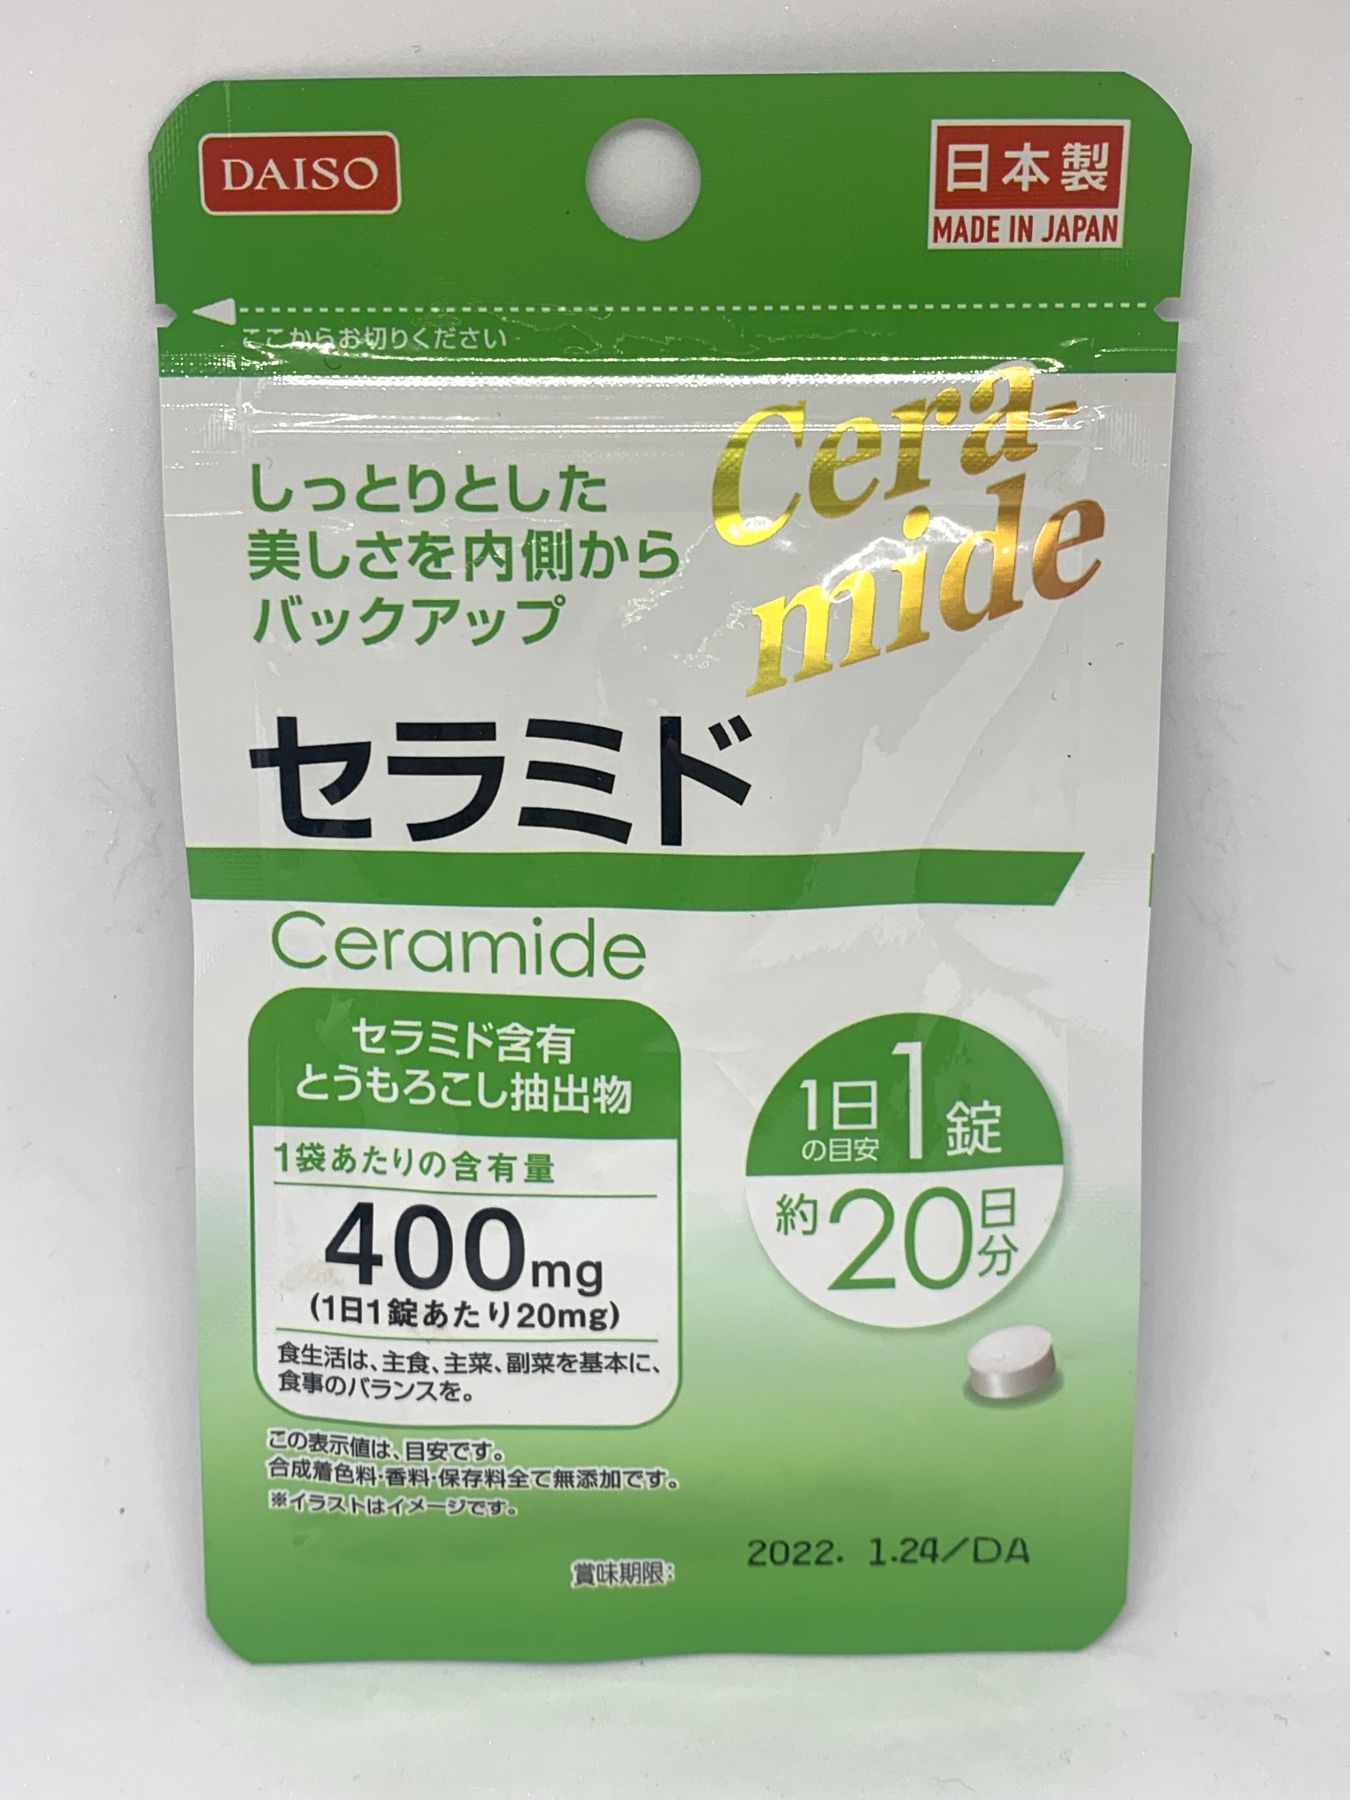 DAISO
日本製
MADE IN JAPAN
ここからお切りください
Cera-
mide
しっとりとした
美しさを内側から
バックアップ
セラミド
Ceramide
セラミド含有
とうもろこし抽出物
1袋あたりの含有量
400mg
(1日1錠あたり20mg)
食生活は、主食、主菜、副菜を基本に、
食事のバランスを。
1日の目安1錠
約20日分
この表示値は、目安です。
合成着色料・香料・保存料全て無添加です。
※イラストはイメージです。
賞味期限: 2022. 1.24/DA